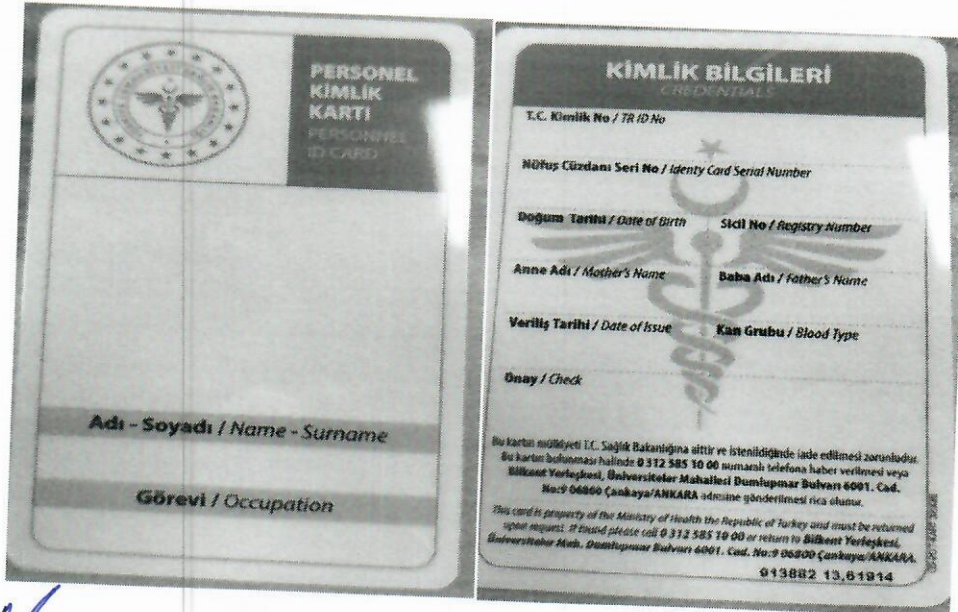 PERSONEL
KİMLİK
KARTI
PERSONNEL
ID CARD
Adı - Soyadı / Name - Surname
Görevi / Occupation
KİMLİK BİLGİLERİ
CREDENTIALS
T.C. Kimlik No / TR ID No
Nüfus Cüzdanı Seri No / Identy Card Serial Number
Doğum Tarihi / Date of Birth
Sicil No / Registry Number
Anne Adı / Mother's Name
Baba Adı / Father's Name
Veriliş Tarihi / Date of Issue
Kan Grubu / Blood Type
Onay / Check
Bu kartın mülkiyeti T.C. Sağlık Bakanlığına aittir ve istenildiğinde iade edilmesi zorunludur.
Bu kartın bulunması halinde 0 312 585 10 00 numaralı telefona haber verilmesi veya
Bilkent Yerleşkesi, Üniversiteler Mahallesi Dumlupınar Bulvarı 6001. Cad.
No:9 06800 Çankaya/ANKARA adresine gönderilmesi rica olunur.
This card is property of the Ministry of Health the Republic of Turkey and must be returned
upon request. If found please call 0 312 585 10 00 or return to Bilkent Yerleşkesi,
Üniversiteler Mah. Dumlupınar Bulvarı 6001. Cad. No:9 06800 Çankaya/ANKARA.
913882 13,61914